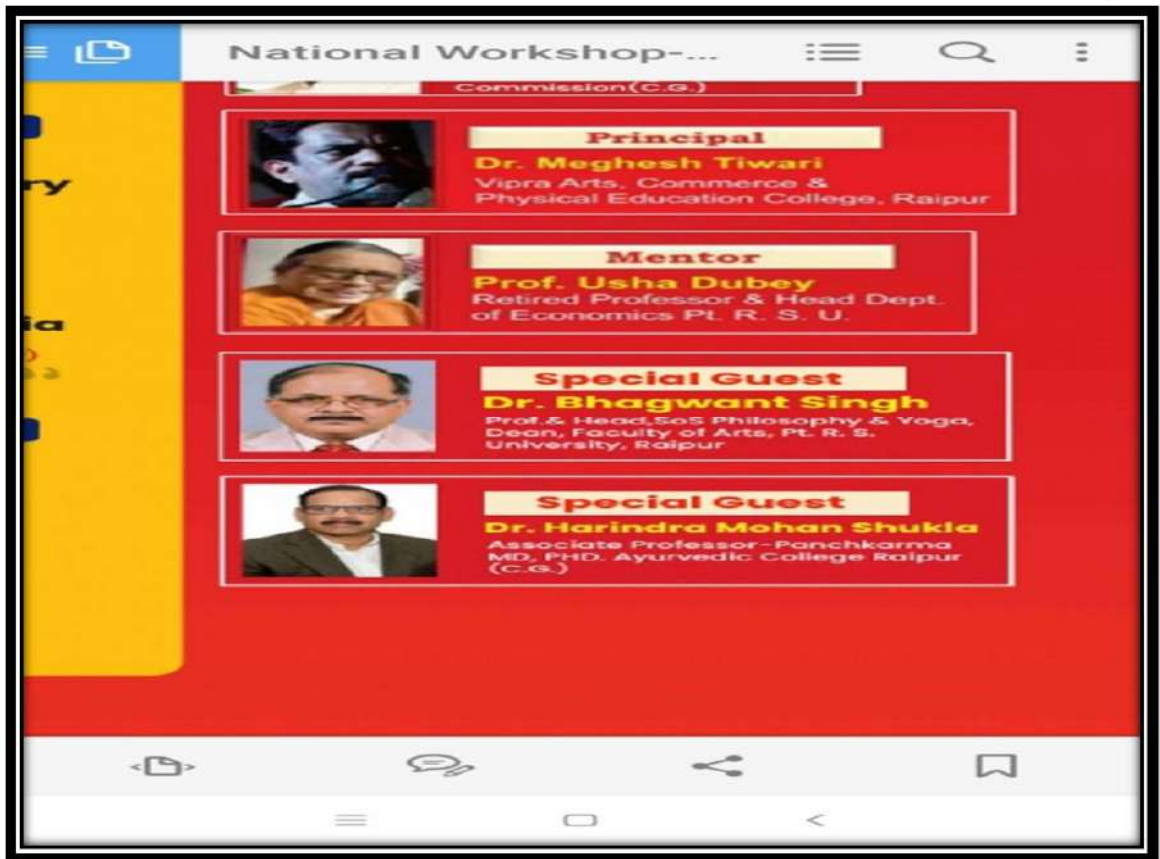 National Workshop-...
Commission(C.G.)
Principal
Dr. Meghesh Tiwari
Vipra Arts, Commerce &
Physical Education College, Raipur
Mentor
Prof. Usha Dubey
Retired Professor & Head Dept.
of Economics Pt. R. S. U.
Special Guest
Dr. Bhagwant Singh
Prof.& Head,SoS Philosophy & Yoga,
Dean, Faculty of Arts, Pt. R. S.
University, Raipur
Special Guest
Dr. Harindra Mohan Shukla
Associate Professor-Panchkarma
MD, PHD. Ayurvedic College Raipur
(C.G.)
ry
ia